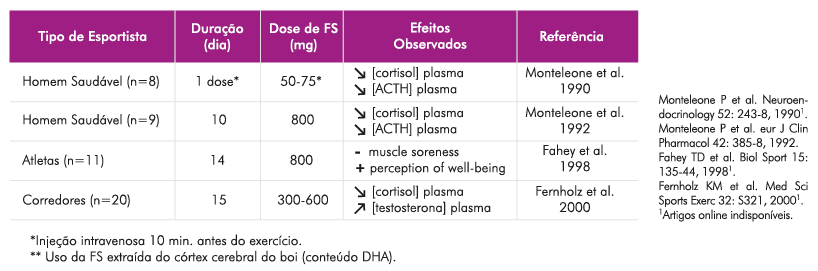 Tipo de Esportista | Duração (dia) | Dose de FS (mg) | Efeitos Observados | Referência
Homem Saudável (n=8) | 1 dose* | 50-75* | ↘ [cortisol] plasma ↘ [ACTH] plasma | Monteleone et al. 1990
Homem Saudável (n=9) | 10 | 800 | ↘ [cortisol] plasma ↘ [ACTH] plasma | Monteleone et al. 1992
Atletas (n=11) | 14 | 800 | - muscle soreness + perception of well-being | Fahey et al. 1998
Corredores (n=20) | 15 | 300-600 | ↘ [cortisol] plasma ↗ [testosterona] plasma | Fernholz et al. 2000
*Injeção intravenosa 10 min. antes do exercício.
** Uso da FS extraída do córtex cerebral do boi (conteúdo DHA).
Monteleone P et al. Neuroen-
docrinology 52: 243-8, 1990¹.
Monteleone P et al. eur J Clin
Pharmacol 42: 385-8, 1992.
Fahey TD et al. Biol Sport 15:
135-44, 1998¹.
Fernholz KM et al. Med Sci
Sports Exerc 32: S321, 2000¹.
¹Artigos online indisponíveis.